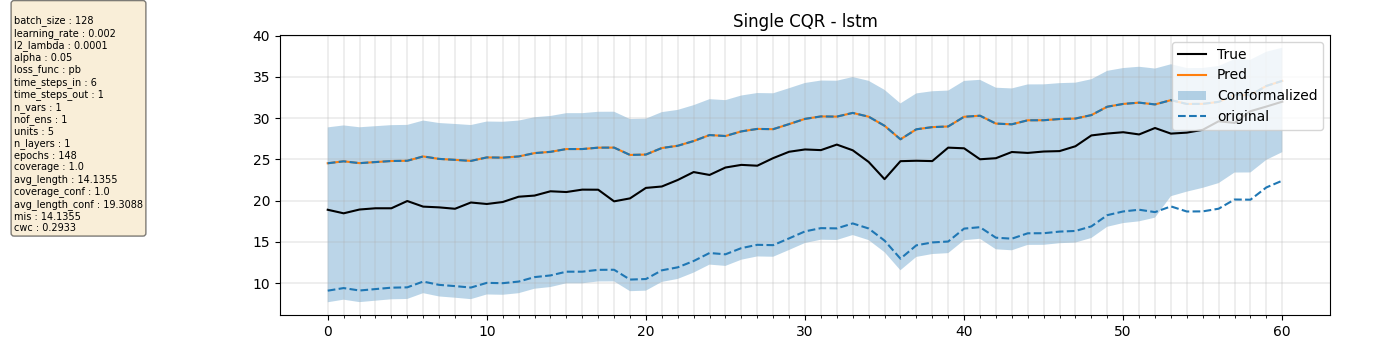 batch_size : 128
learning_rate : 0.002
l2_lambda : 0.0001
alpha : 0.05
loss_func : pb
time_steps_in : 6
time_steps_out : 1
n_vars : 1
nof_ens : 1
units : 5
n_layers : 1
epochs : 148
coverage : 1.0
avg_length : 14.1355
coverage_conf : 1.0
avg_length_conf : 19.3088
mis : 14.1355
cwc : 0.2933
Single CQR - lstm
40
35
30
25
20
15
10
True
Pred
Conformalized
original
0 10 20 30 40 50 60